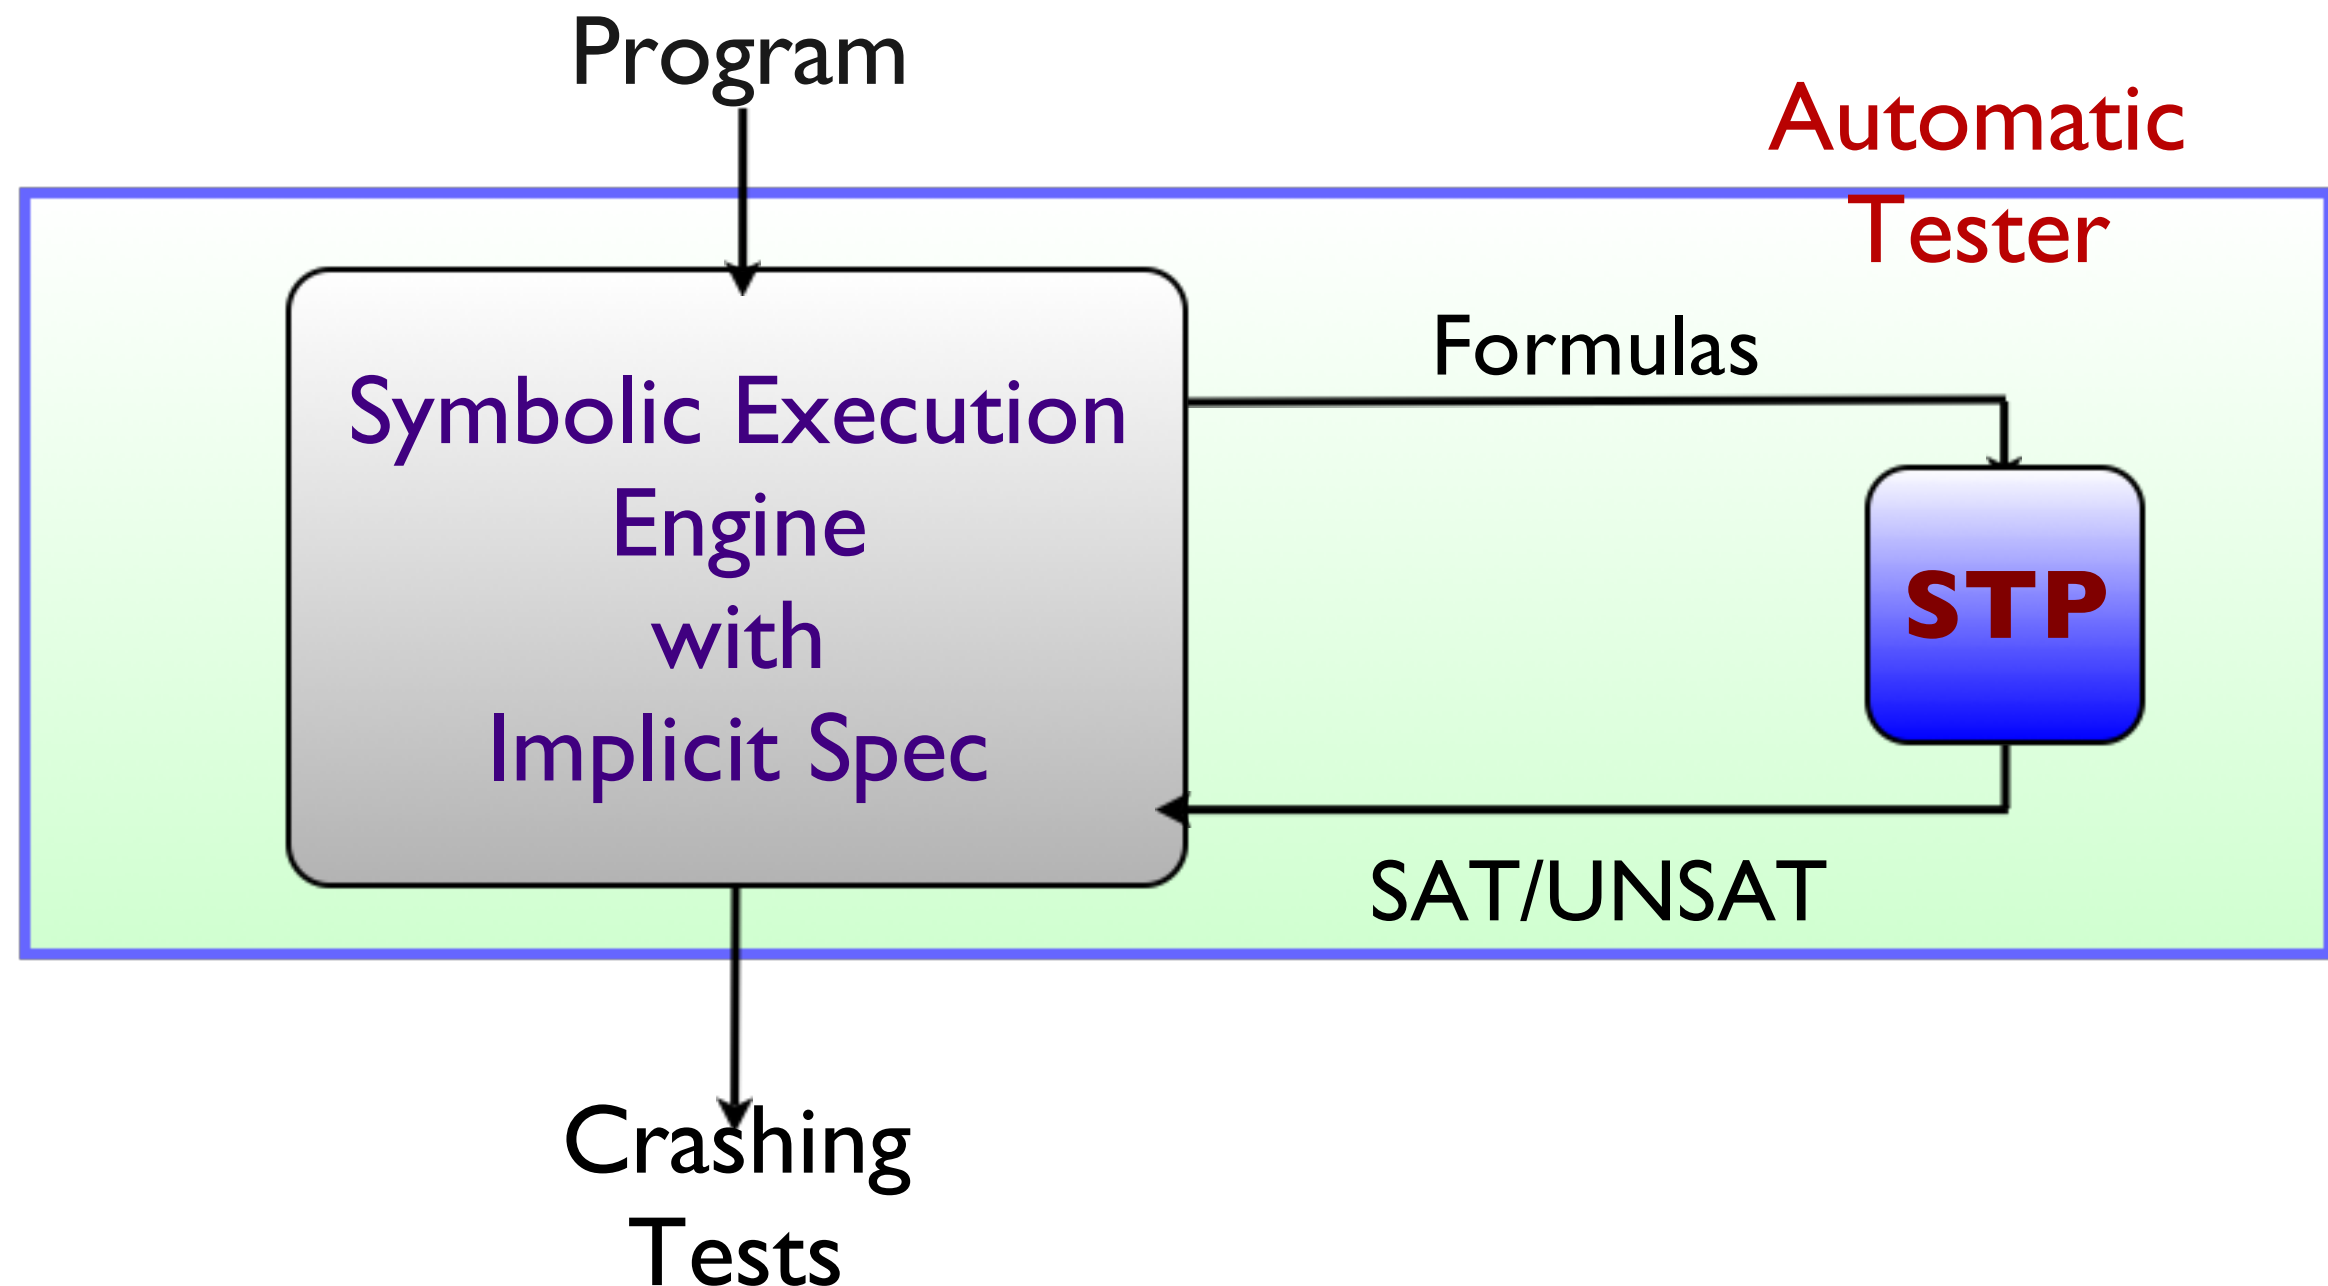 Program
Automatic
Tester
Formulas
Symbolic Execution
Engine
with
Implicit Spec
STP
SAT/UNSAT
Crashing
Tests